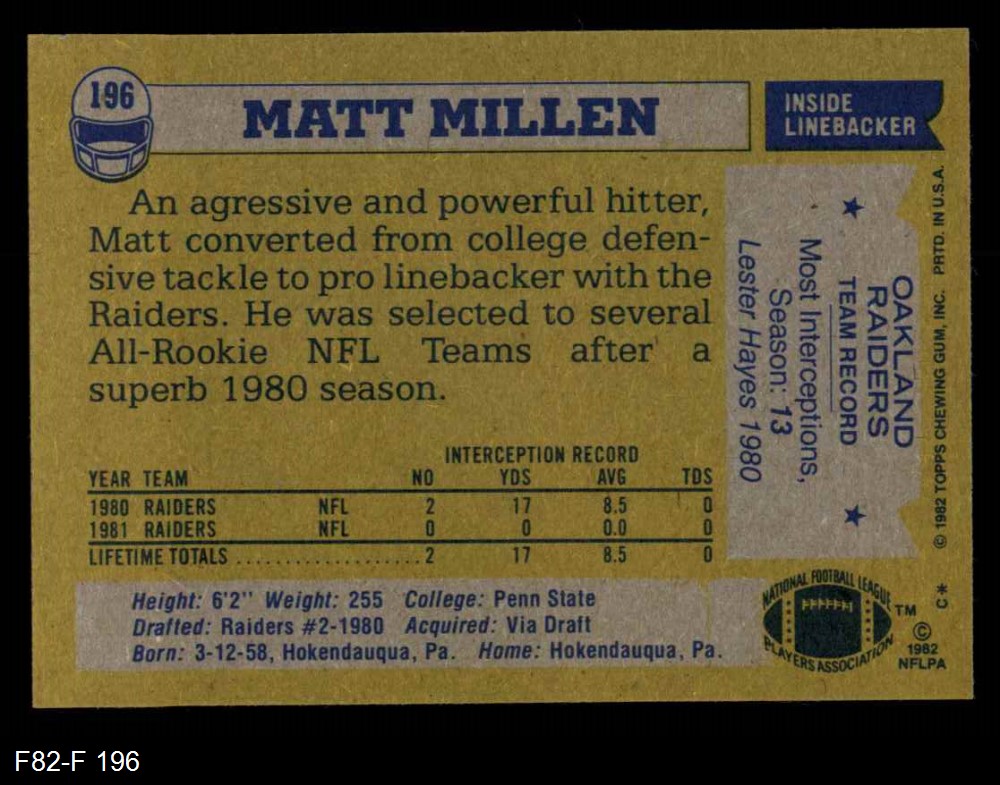 196
MATT MILLEN
INSIDE
LINEBACKER
An agressive and powerful hitter,
Matt converted from college defen-
sive tackle to pro linebacker with the
Raiders. He was selected to several
All-Rookie NFL Teams after a
superb 1980 season.
INTERCEPTION RECORD
YEAR TEAM NO YDS AVG TDS
1980 RAIDERS NFL 2 17 8.5 0
1981 RAIDERS NFL 0 0 0.0 0
LIFETIME TOTALS ................... 2 17 8.5 0
Height: 6'2" Weight: 255 College: Penn State
Drafted: Raiders #2-1980 Acquired: Via Draft
Born: 3-12-58, Hokendauqua, Pa. Home: Hokendauqua, Pa.
OAKLAND
RAIDERS
TEAM RECORD
Most Interceptions,
Season: 13
Lester Hayes 1980
© 1982 TOPPS CHEWING GUM, INC. PRTD. IN U.S.A.
C*
NATIONAL FOOTBALL LEAGUE
PLAYERS ASSOCIATION
TM
©
1982
NFLPA
F82-F 196